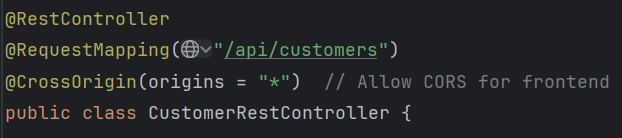 @RestController
@RequestMapping("/api/customers")
@CrossOrigin(origins = "*")  // Allow CORS for frontend
public class CustomerRestController {